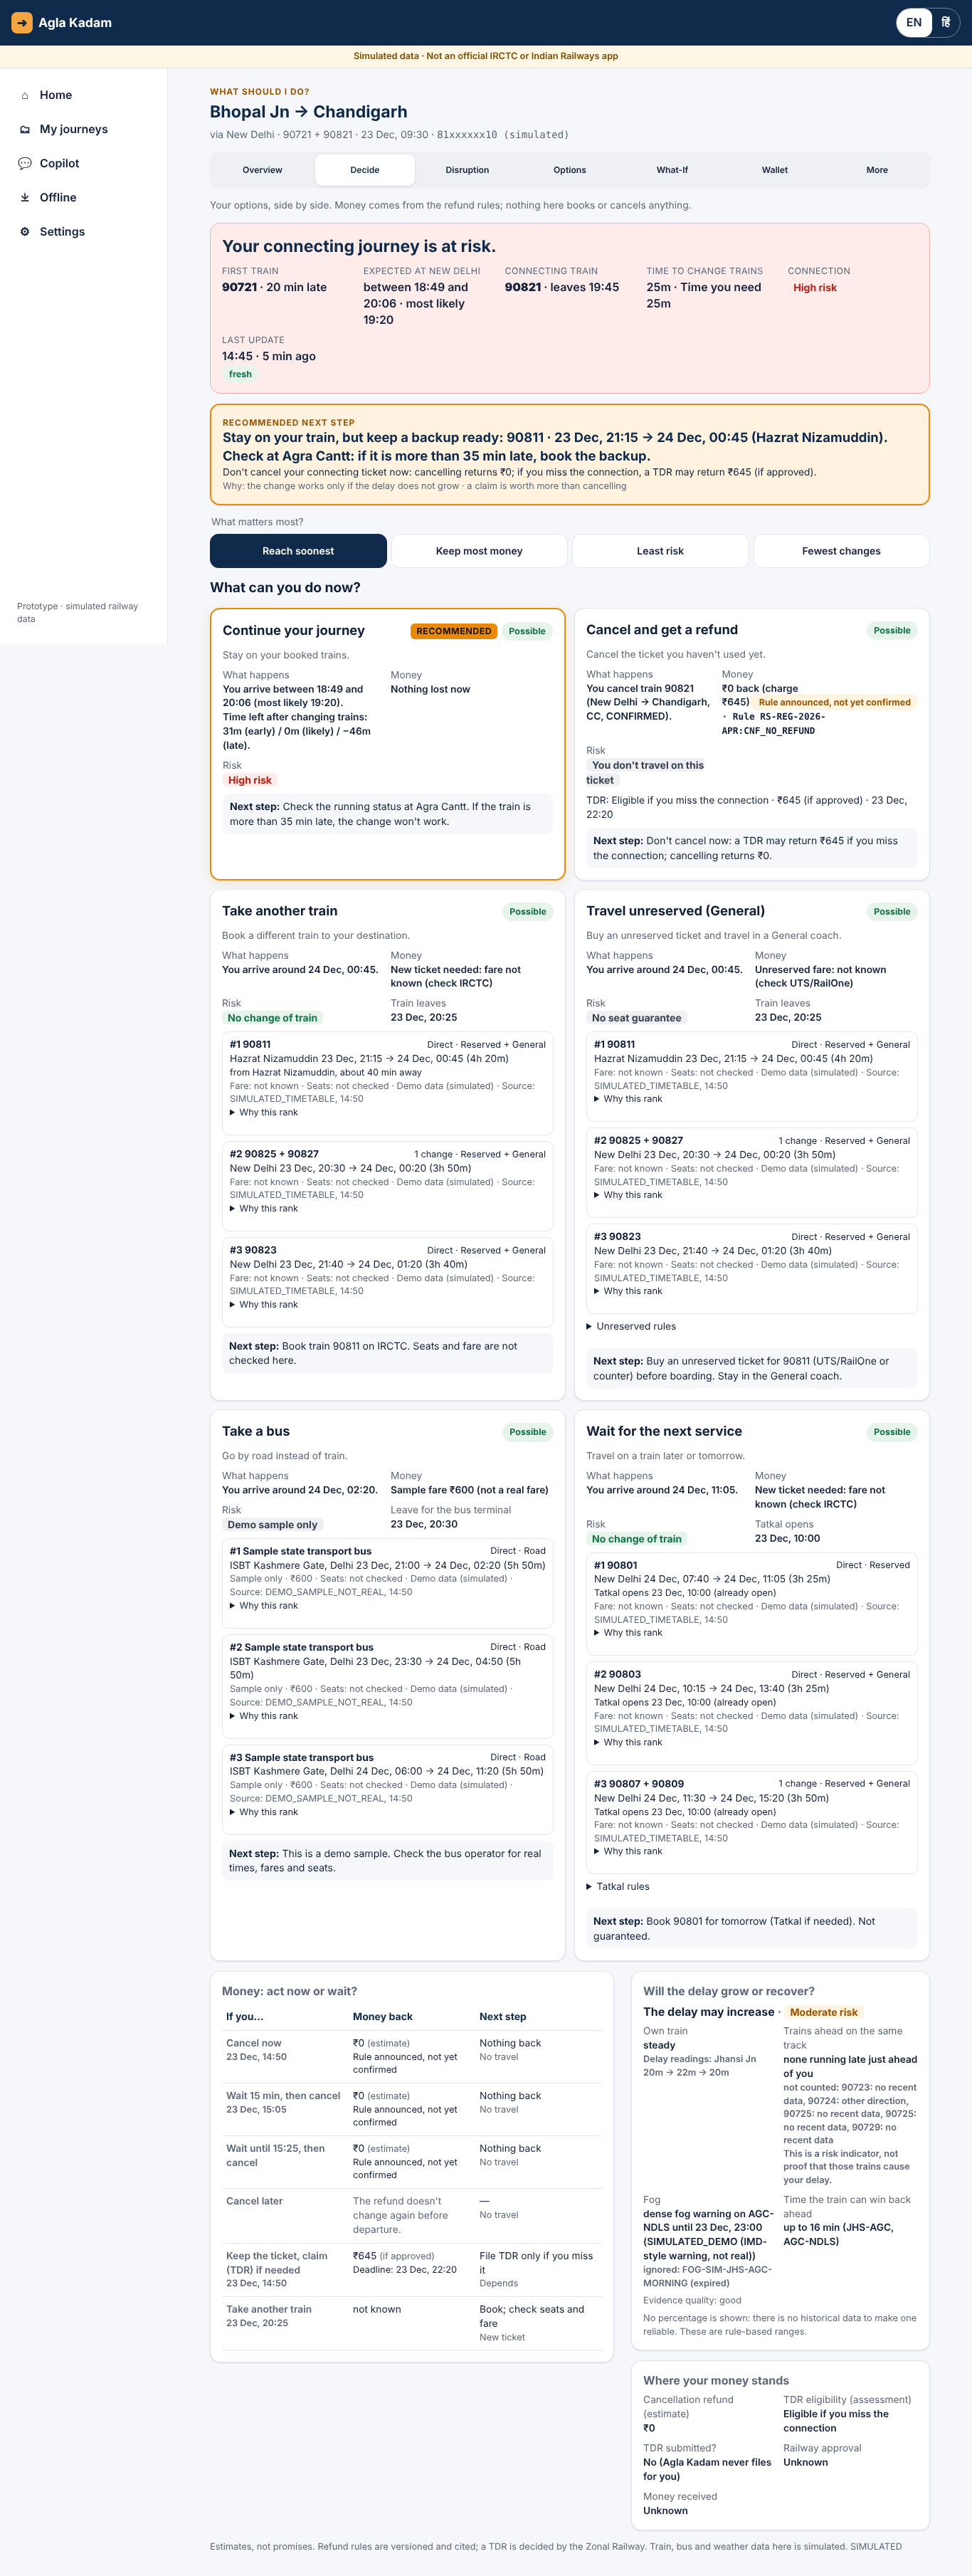 Agla Kadam
EN
हिं
Simulated data · Not an official IRCTC or Indian Railways app
Home
My journeys
Copilot
Offline
Settings
Prototype · simulated railway
data
WHAT SHOULD I DO?
Bhopal Jn → Chandigarh
via New Delhi · 90721 + 90821 · 23 Dec, 09:30 · 81xxxxxx10 (simulated)
Overview
Decide
Disruption
Options
What-If
Wallet
More
Your options, side by side. Money comes from the refund rules; nothing here books or cancels anything.
Your connecting journey is at risk.
FIRST TRAIN
90721 · 20 min late
EXPECTED AT NEW DELHI
between 18:49 and
20:06 · most likely
19:20
CONNECTING TRAIN
90821 · leaves 19:45
TIME TO CHANGE TRAINS
25m · Time you need
25m
CONNECTION
High risk
LAST UPDATE
14:45 · 5 min ago
fresh
RECOMMENDED NEXT STEP
Stay on your train, but keep a backup ready: 90811 · 23 Dec, 21:15 → 24 Dec, 00:45 (Hazrat Nizamuddin).
Check at Agra Cantt: if it is more than 35 min late, book the backup.
Don't cancel your connecting ticket now: cancelling returns ₹0; if you miss the connection, a TDR may return ₹645 (if approved).
Why: the change works only if the delay does not grow · a claim is worth more than cancelling
What matters most?
Reach soonest
Keep most money
Least risk
Fewest changes
What can you do now?
Continue your journey
RECOMMENDED
Possible
Stay on your booked trains.
What happens
You arrive between 18:49 and
20:06 (most likely 19:20).
Time left after changing trains:
31m (early) / 0m (likely) / −46m
(late).
Money
Nothing lost now
Risk
High risk
Next step: Check the running status at Agra Cantt. If the train is
more than 35 min late, the change won't work.
Cancel and get a refund
Possible
Cancel the ticket you haven't used yet.
What happens
You cancel train 90821
(New Delhi → Chandigarh,
CC, CONFIRMED).
Money
₹0 back (charge
₹645) Rule announced, not yet confirmed
· Rule RS-REG-2026-
APR:CNF_NO_REFUND
Risk
You don't travel on this
ticket
TDR: Eligible if you miss the connection · ₹645 (if approved) · 23 Dec,
22:20
Next step: Don't cancel now: a TDR may return ₹645 if you miss
the connection; cancelling returns ₹0.
Take another train
Possible
Book a different train to your destination.
What happens
You arrive around 24 Dec, 00:45.
Money
New ticket needed: fare not
known (check IRCTC)
Risk
No change of train
Train leaves
23 Dec, 20:25
#1 90811
Direct · Reserved + General
Hazrat Nizamuddin 23 Dec, 21:15 → 24 Dec, 00:45 (4h 20m)
from Hazrat Nizamuddin, about 40 min away
Fare: not known · Seats: not checked · Demo data (simulated) · Source:
SIMULATED_TIMETABLE, 14:50
Why this rank
#2 90825 + 90827
1 change · Reserved + General
New Delhi 23 Dec, 20:30 → 24 Dec, 00:20 (3h 50m)
Fare: not known · Seats: not checked · Demo data (simulated) · Source:
SIMULATED_TIMETABLE, 14:50
Why this rank
#3 90823
Direct · Reserved + General
New Delhi 23 Dec, 21:40 → 24 Dec, 01:20 (3h 40m)
Fare: not known · Seats: not checked · Demo data (simulated) · Source:
SIMULATED_TIMETABLE, 14:50
Why this rank
Next step: Book train 90811 on IRCTC. Seats and fare are not
checked here.
Travel unreserved (General)
Possible
Buy an unreserved ticket and travel in a General coach.
What happens
You arrive around 24 Dec, 00:45.
Money
Unreserved fare: not known
(check UTS/RailOne)
Risk
No seat guarantee
Train leaves
23 Dec, 20:25
#1 90811
Direct · Reserved + General
Hazrat Nizamuddin 23 Dec, 21:15 → 24 Dec, 00:45 (4h 20m)
Fare: not known · Seats: not checked · Demo data (simulated) · Source:
SIMULATED_TIMETABLE, 14:50
Why this rank
#2 90825 + 90827
1 change · Reserved + General
New Delhi 23 Dec, 20:30 → 24 Dec, 00:20 (3h 50m)
Fare: not known · Seats: not checked · Demo data (simulated) · Source:
SIMULATED_TIMETABLE, 14:50
Why this rank
#3 90823
Direct · Reserved + General
New Delhi 23 Dec, 21:40 → 24 Dec, 01:20 (3h 40m)
Fare: not known · Seats: not checked · Demo data (simulated) · Source:
SIMULATED_TIMETABLE, 14:50
Why this rank
Unreserved rules
Next step: Buy an unreserved ticket for 90811 (UTS/RailOne or
counter) before boarding. Stay in the General coach.
Take a bus
Possible
Go by road instead of train.
What happens
You arrive around 24 Dec, 02:20.
Money
Sample fare ₹600 (not a real fare)
Risk
Demo sample only
Leave for the bus terminal
23 Dec, 20:30
#1 Sample state transport bus
Direct · Road
ISBT Kashmere Gate, Delhi 23 Dec, 21:00 → 24 Dec, 02:20 (5h 50m)
Sample only · ₹600 · Seats: not checked · Demo data (simulated) ·
Source: DEMO_SAMPLE_NOT_REAL, 14:50
Why this rank
#2 Sample state transport bus
Direct · Road
ISBT Kashmere Gate, Delhi 23 Dec, 23:30 → 24 Dec, 04:50 (5h
50m)
Sample only · ₹600 · Seats: not checked · Demo data (simulated) ·
Source: DEMO_SAMPLE_NOT_REAL, 14:50
Why this rank
#3 Sample state transport bus
Direct · Road
ISBT Kashmere Gate, Delhi 24 Dec, 06:00 → 24 Dec, 11:20 (5h 50m)
Sample only · ₹600 · Seats: not checked · Demo data (simulated) ·
Source: DEMO_SAMPLE_NOT_REAL, 14:50
Why this rank
Next step: This is a demo sample. Check the bus operator for real
times, fares and seats.
Wait for the next service
Possible
Travel on a train later or tomorrow.
What happens
You arrive around 24 Dec, 11:05.
Money
New ticket needed: fare not
known (check IRCTC)
Risk
No change of train
Tatkal opens
23 Dec, 10:00
#1 90801
Direct · Reserved
New Delhi 24 Dec, 07:40 → 24 Dec, 11:05 (3h 25m)
Tatkal opens 23 Dec, 10:00 (already open)
Fare: not known · Seats: not checked · Demo data (simulated) · Source:
SIMULATED_TIMETABLE, 14:50
Why this rank
#2 90803
Direct · Reserved + General
New Delhi 24 Dec, 10:15 → 24 Dec, 13:40 (3h 25m)
Tatkal opens 23 Dec, 10:00 (already open)
Fare: not known · Seats: not checked · Demo data (simulated) · Source:
SIMULATED_TIMETABLE, 14:50
Why this rank
#3 90807 + 90809
1 change · Reserved + General
New Delhi 24 Dec, 11:30 → 24 Dec, 15:20 (3h 50m)
Tatkal opens 23 Dec, 10:00 (already open)
Fare: not known · Seats: not checked · Demo data (simulated) · Source:
SIMULATED_TIMETABLE, 14:50
Why this rank
Tatkal rules
Next step: Book 90801 for tomorrow (Tatkal if needed). Not
guaranteed.
Money: act now or wait?
If you…
Money back
Next step
Cancel now
23 Dec, 14:50
₹0 (estimate)
Rule announced, not yet
confirmed
Nothing back
No travel
Wait 15 min, then cancel
23 Dec, 15:05
₹0 (estimate)
Rule announced, not yet
confirmed
Nothing back
No travel
Wait until 15:25, then
cancel
₹0 (estimate)
Rule announced, not yet
confirmed
Nothing back
No travel
Cancel later
The refund doesn't
change again before
departure.
—
No travel
Keep the ticket, claim
(TDR) if needed
23 Dec, 14:50
₹645 (if approved)
Deadline: 23 Dec, 22:20
File TDR only if you miss
it
Depends
Take another train
23 Dec, 20:25
not known
Book; check seats and
fare
New ticket
Will the delay grow or recover?
The delay may increase · Moderate risk
Own train
steady
Delay readings: Jhansi Jn
20m → 22m → 20m
Trains ahead on the same
track
none running late just ahead
of you
not counted: 90723: no recent
data, 90724: other direction,
90725: no recent data, 90725:
no recent data, 90729: no
recent data
This is a risk indicator, not
proof that those trains cause
your delay.
Fog
dense fog warning on AGC-
NDLS until 23 Dec, 23:00
(SIMULATED_DEMO (IMD-
style warning, not real))
ignored: FOG-SIM-JHS-AGC-
MORNING (expired)
Time the train can win back
ahead
up to 16 min (JHS-AGC,
AGC-NDLS)
Evidence quality: good
No percentage is shown: there is no historical data to make one
reliable. These are rule-based ranges.
Where your money stands
Cancellation refund
(estimate)
₹0
TDR eligibility (assessment)
Eligible if you miss the
connection
TDR submitted?
No (Agla Kadam never files
for you)
Railway approval
Unknown
Money received
Unknown
Estimates, not promises. Refund rules are versioned and cited; a TDR is decided by the Zonal Railway. Train, bus and weather data here is simulated. SIMULATED